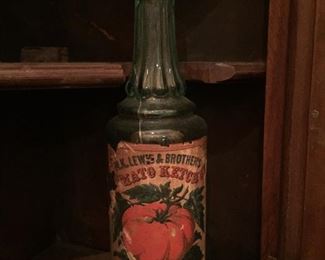 W.K. LEWIS & BROTHERS
MATO KETCH